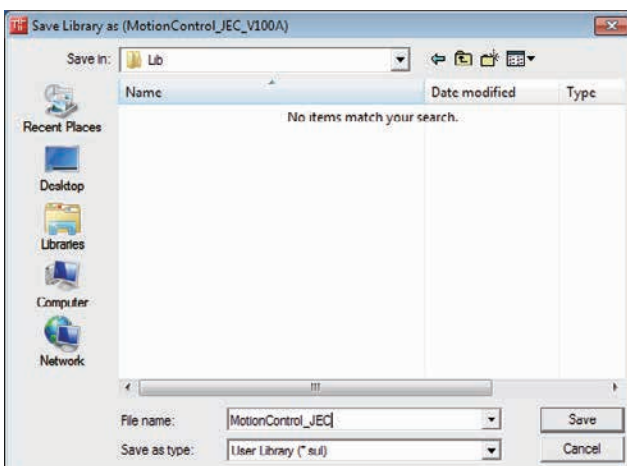 Save Library as (MotionControl_JEC_V100A)
Save in: Lib
Name Date modified Type
No items match your search.
Recent Places
Desktop
Libraries
Computer
Network
File name: MotionControl_JEC Save
Save as type: User Library (*.sul) Cancel